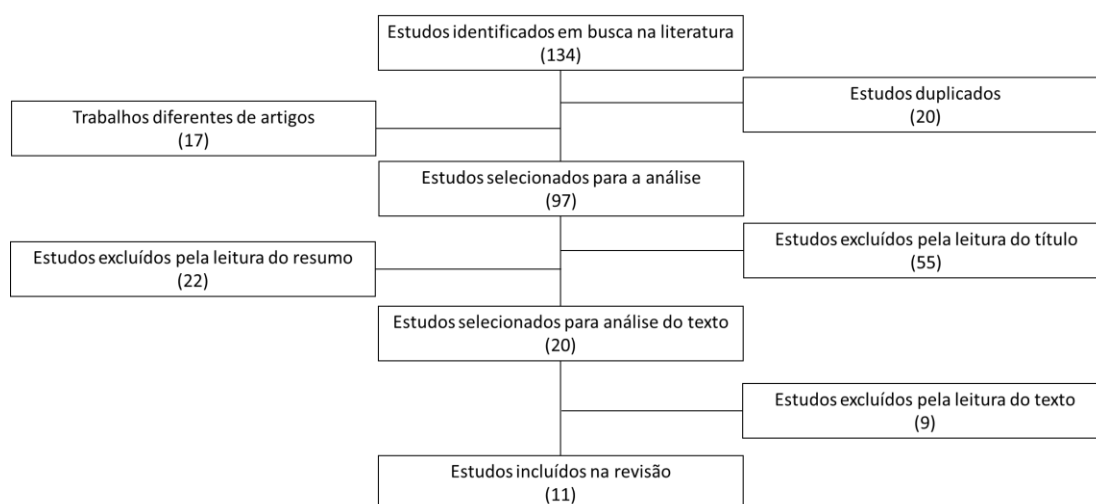 Estudos identificados em busca na literatura
(134)
Estudos duplicados
(20)
Trabalhos diferentes de artigos
(17)
Estudos selecionados para a análise
(97)
Estudos excluídos pela leitura do título
(55)
Estudos excluídos pela leitura do resumo
(22)
Estudos selecionados para análise do texto
(20)
Estudos excluídos pela leitura do texto
(9)
Estudos incluídos na revisão
(11)